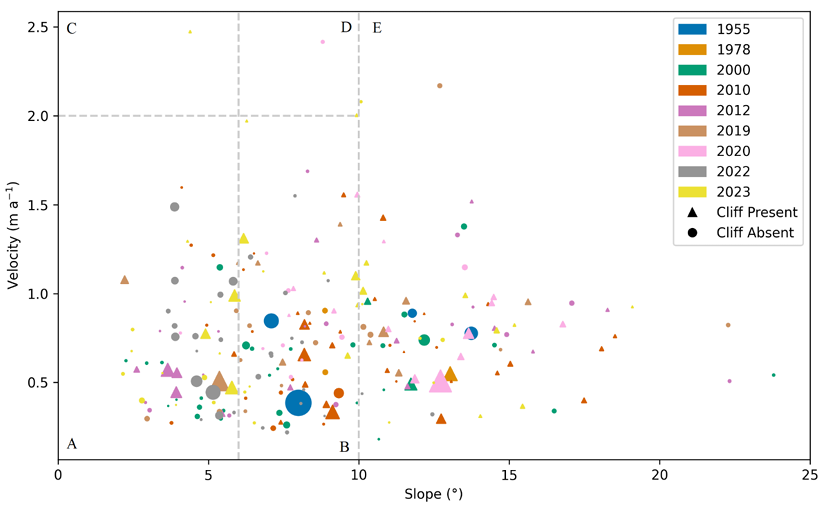 C
D
E
A
B
2.5
2.0
1.5
1.0
0.5
0
5
10
15
20
25
Velocity (m a⁻¹)
Slope (°)
1955
1978
2000
2010
2012
2019
2020
2022
2023
Cliff Present
Cliff Absent